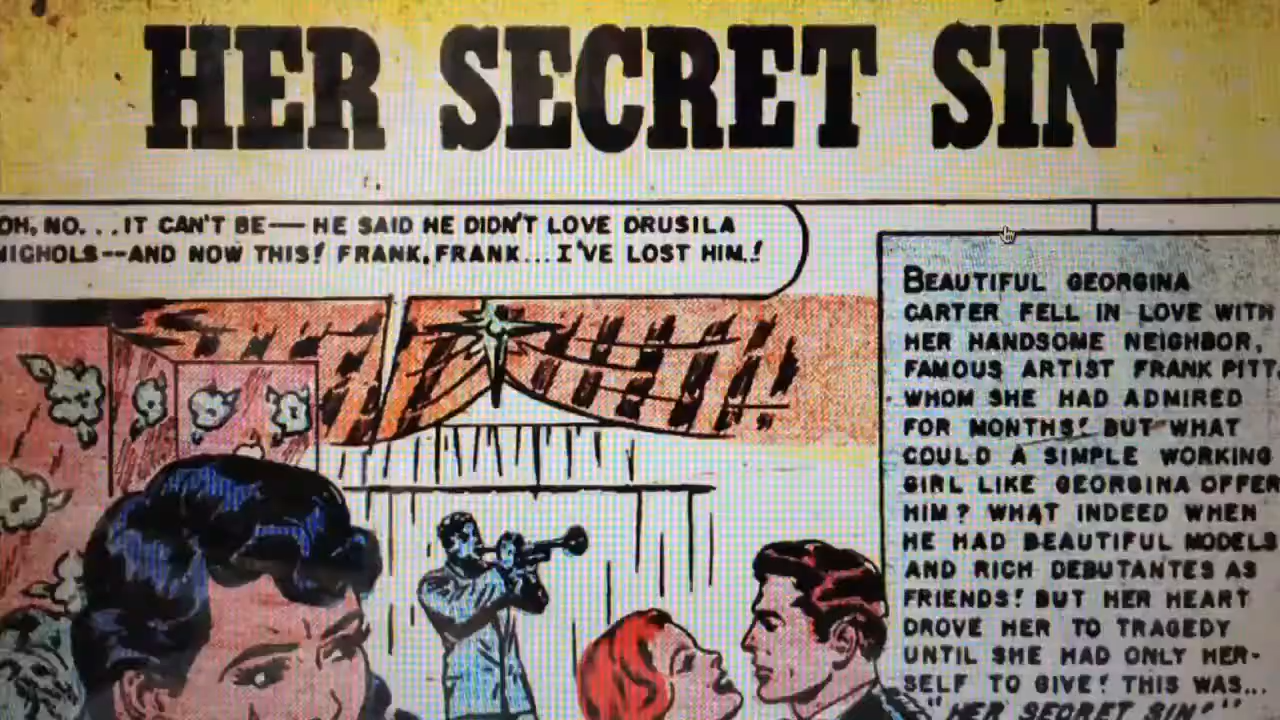 HER SECRET SIN
OH, NO...IT CAN'T BE— HE SAID HE DIDN'T LOVE DRUSILA
NICHOLS--AND NOW THIS! FRANK, FRANK...I'VE LOST HIM!
BEAUTIFUL GEORGINA
CARTER FELL IN LOVE WITH
HER HANDSOME NEIGHBOR,
FAMOUS ARTIST FRANK PITT,
WHOM SHE HAD ADMIRED
FOR MONTHS! BUT WHAT
COULD A SIMPLE WORKING
GIRL LIKE GEORGINA OFFER
HIM? WHAT INDEED WHEN
HE HAD BEAUTIFUL MODELS
AND RICH DEBUTANTES AS
FRIENDS! BUT HER HEART
DROVE HER TO TRAGEDY
UNTIL SHE HAD ONLY HER-
SELF TO GIVE! THIS WAS...
"HER SECRET SIN!"